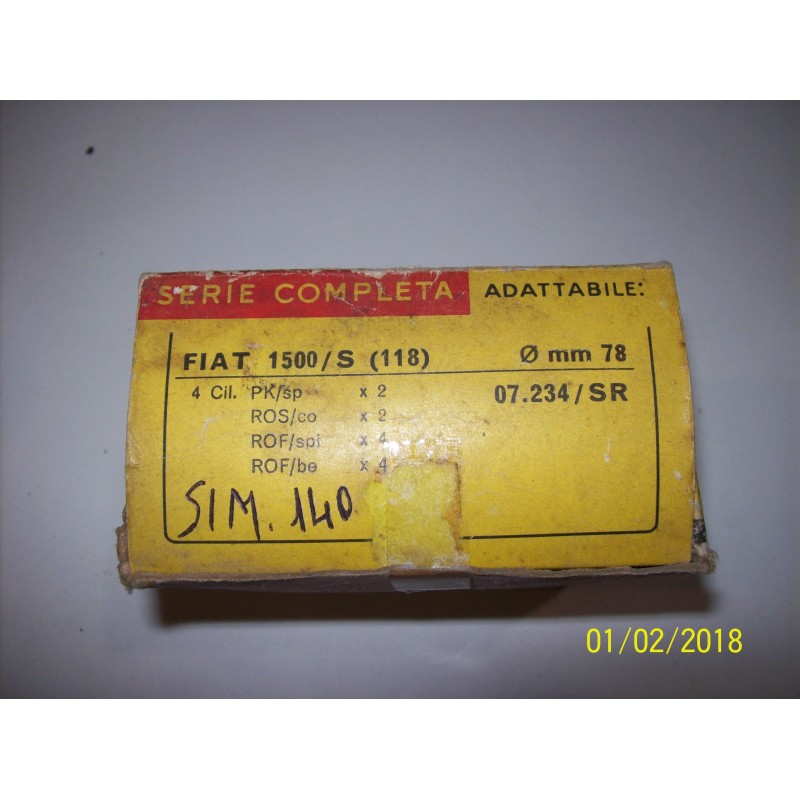 SERIE COMPLETA ADATTABILE:
FIAT 1500/S (118) Ø mm 78
4 Cil. PK/sp x 2 07.234/SR
ROS/co x 2
ROF/spi x 4
ROF/be x 4
SIM. 140
01/02/2018